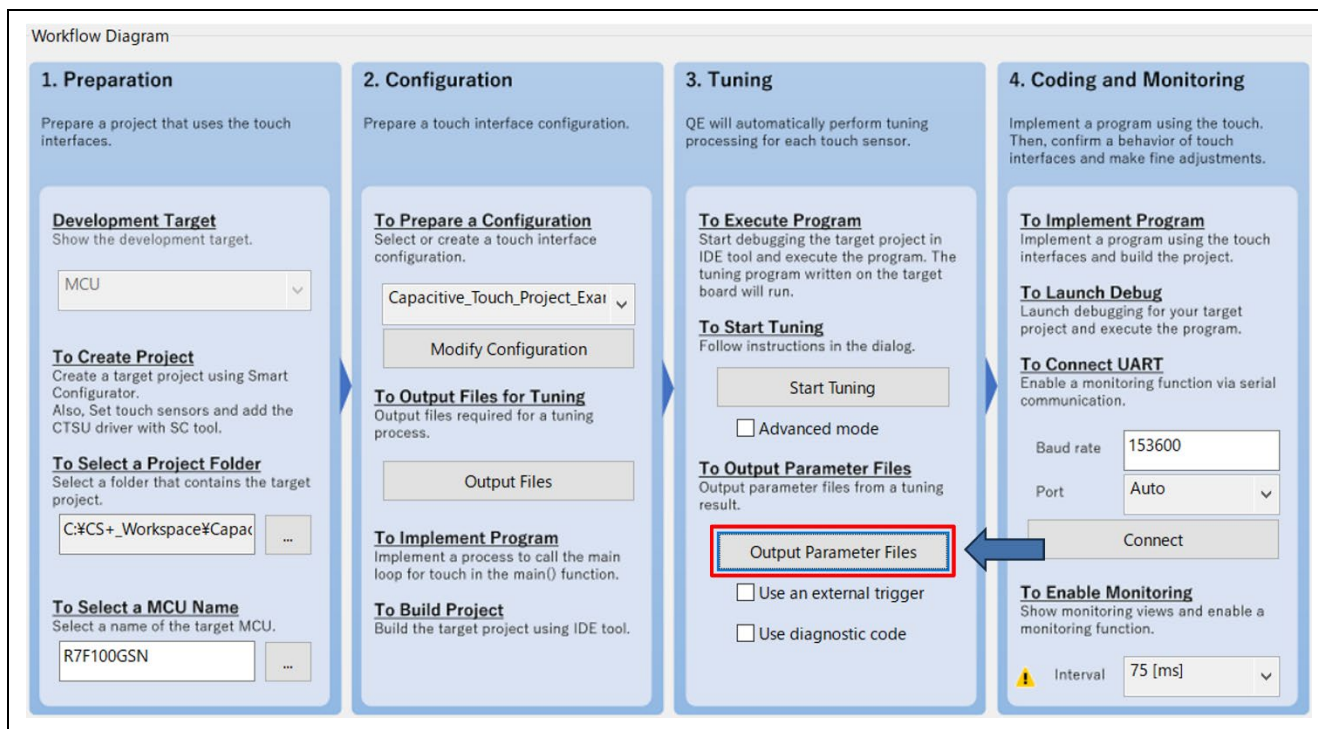 Workflow Diagram
1. Preparation
Prepare a project that uses the touch
interfaces.
Development Target
Show the development target.
MCU
To Create Project
Create a target project using Smart
Configurator.
Also, Set touch sensors and add the
CTSU driver with SC tool.
To Select a Project Folder
Select a folder that contains the target
project.
C:¥CS+_Workspace¥Capac
...
To Select a MCU Name
Select a name of the target MCU.
R7F100GSN
...
2. Configuration
Prepare a touch interface configuration.
To Prepare a Configuration
Select or create a touch interface
configuration.
Capacitive_Touch_Project_Exar
Modify Configuration
To Output Files for Tuning
Output files required for a tuning
process.
Output Files
To Implement Program
Implement a process to call the main
loop for touch in the main() function.
To Build Project
Build the target project using IDE tool.
3. Tuning
QE will automatically perform tuning
processing for each touch sensor.
To Execute Program
Start debugging the target project in
IDE tool and execute the program. The
tuning program written on the target
board will run.
To Start Tuning
Follow instructions in the dialog.
Start Tuning
Advanced mode
To Output Parameter Files
Output parameter files from a tuning
result.
Output Parameter Files
Use an external trigger
Use diagnostic code
4. Coding and Monitoring
Implement a program using the touch.
Then, confirm a behavior of touch
interfaces and make fine adjustments.
To Implement Program
Implement a program using the touch
interfaces and build the project.
To Launch Debug
Launch debugging for your target
project and execute the program.
To Connect UART
Enable a monitoring function via serial
communication.
Baud rate 153600
Port Auto
Connect
To Enable Monitoring
Show monitoring views and enable a
monitoring function.
Interval 75 [ms]